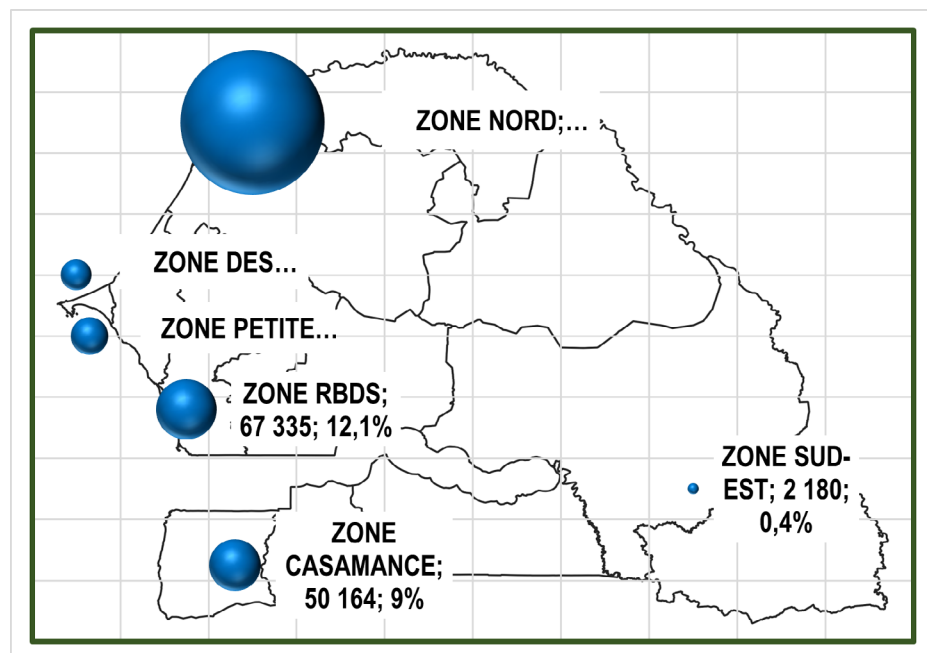 ZONE NORD;...
ZONE DES...
ZONE PETITE...
ZONE RBDS;
67 335; 12,1%
ZONE SUD-
EST; 2 180;
0,4%
ZONE
CASAMANCE;
50 164; 9%